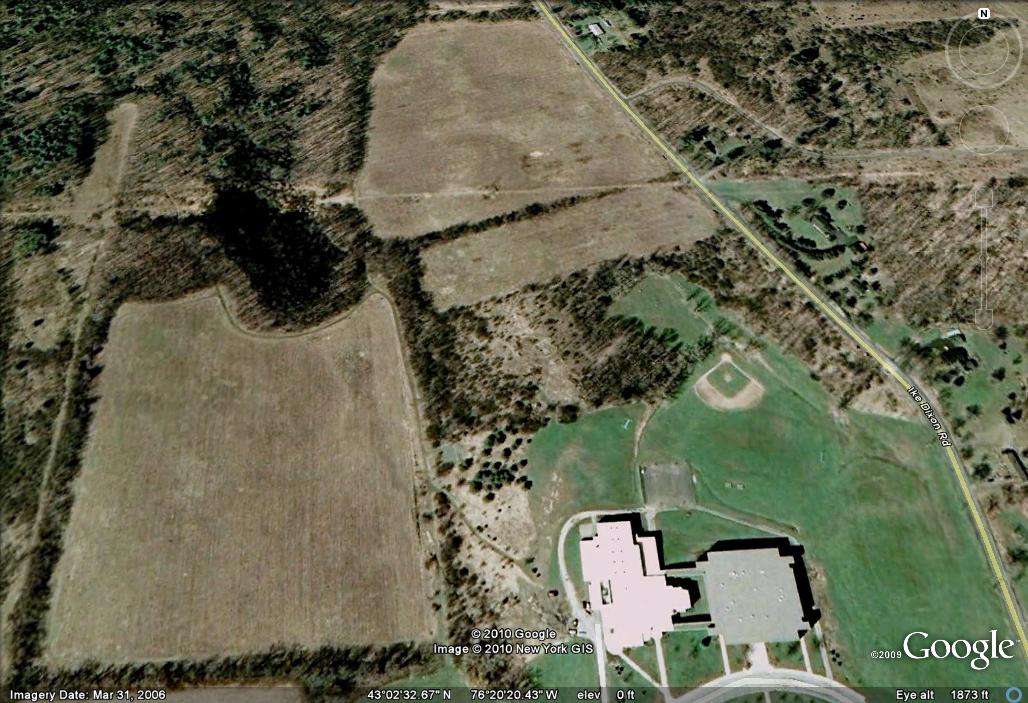 N
Ike Dixon Rd
© 2010 Google
Image © 2010 New York GIS
©2009 Google™
Imagery Date: Mar 31, 2006 43°02'32.67" N 76°20'20.43" W elev 0 ft Eye alt 1873 ft